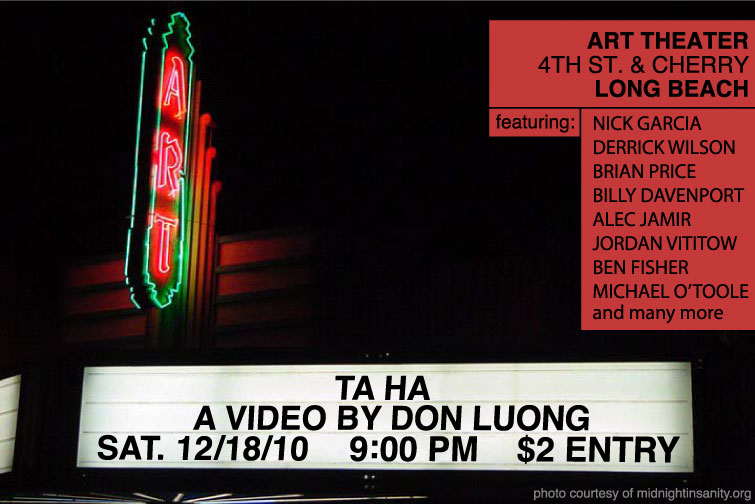 ART
ART THEATER
4TH ST. & CHERRY
LONG BEACH
featuring:
NICK GARCIA
DERRICK WILSON
BRIAN PRICE
BILLY DAVENPORT
ALEC JAMIR
JORDAN VITITOW
BEN FISHER
MICHAEL O'TOOLE
and many more
TA HA
A VIDEO BY DON LUONG
SAT. 12/18/10 9:00 PM $2 ENTRY
photo courtesy of midnightinsanity.org